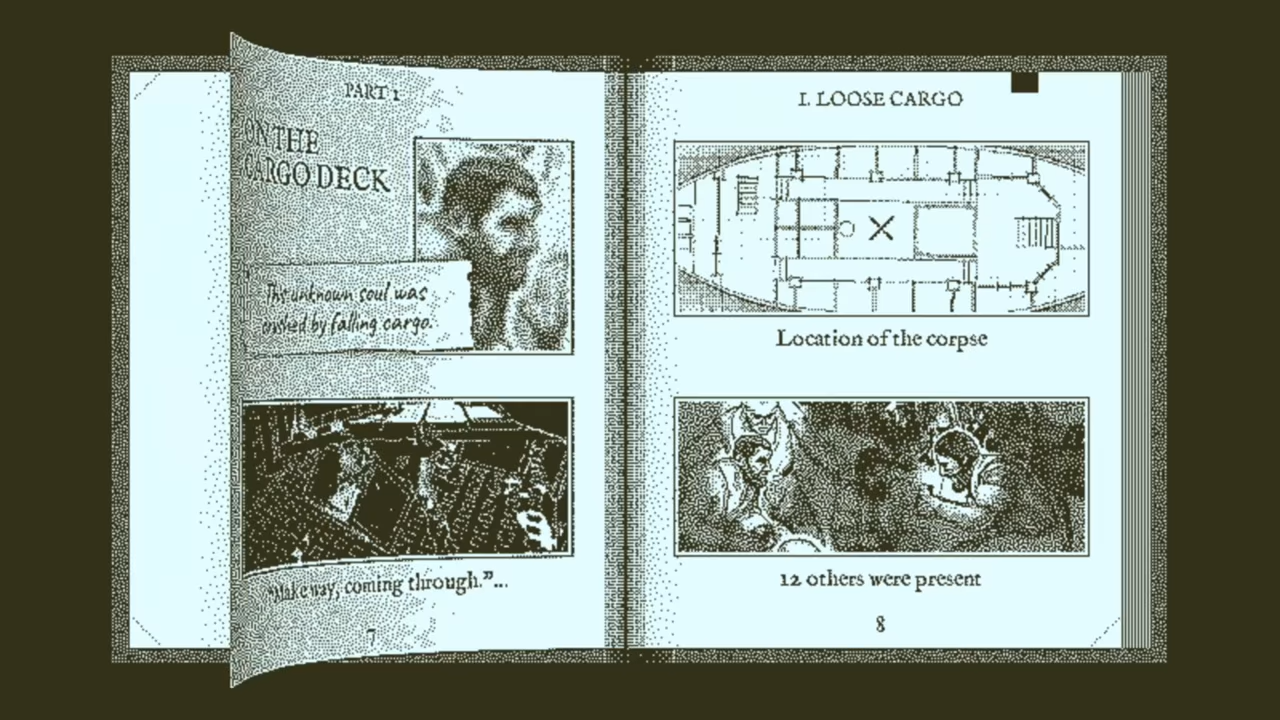 PART 1
ON THE
CARGO DECK
This unknown soul was
crushed by falling cargo.
"Make way, coming through."...
7
I. LOOSE CARGO
Location of the corpse
12 others were present
8